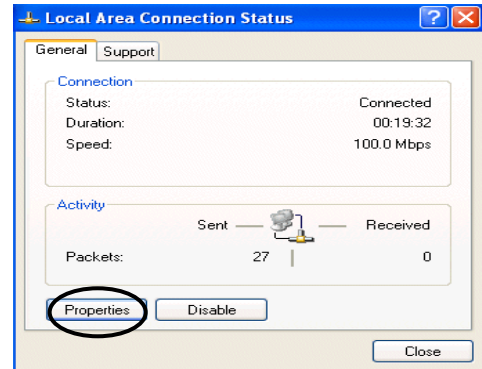 Local Area Connection Status
General Support
Connection
Status: Connected
Duration: 00:19:32
Speed: 100.0 Mbps
Activity
Sent Received
Packets: 27 0
Properties Disable
Close